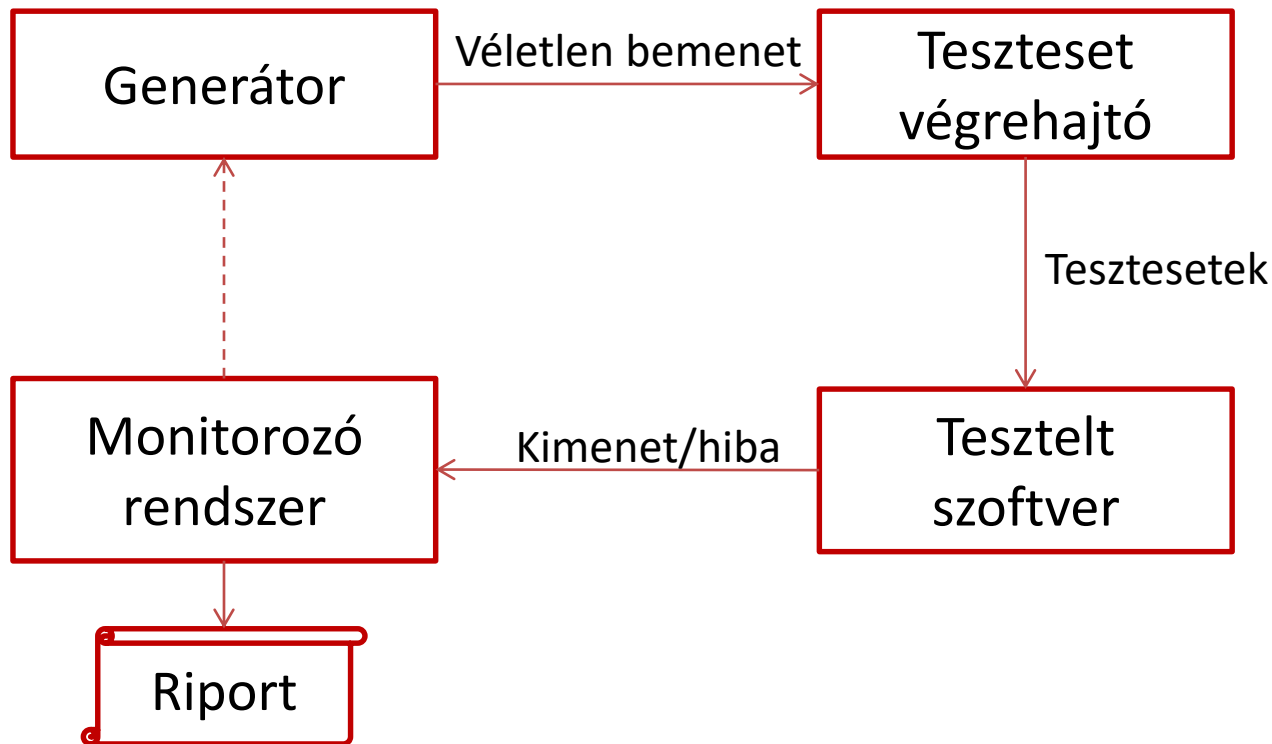 Generátor
Véletlen bemenet
Teszteset
végrehajtó
Tesztesetek
Monitorozó
rendszer
Kimenet/hiba
Tesztelt
szoftver
Riport